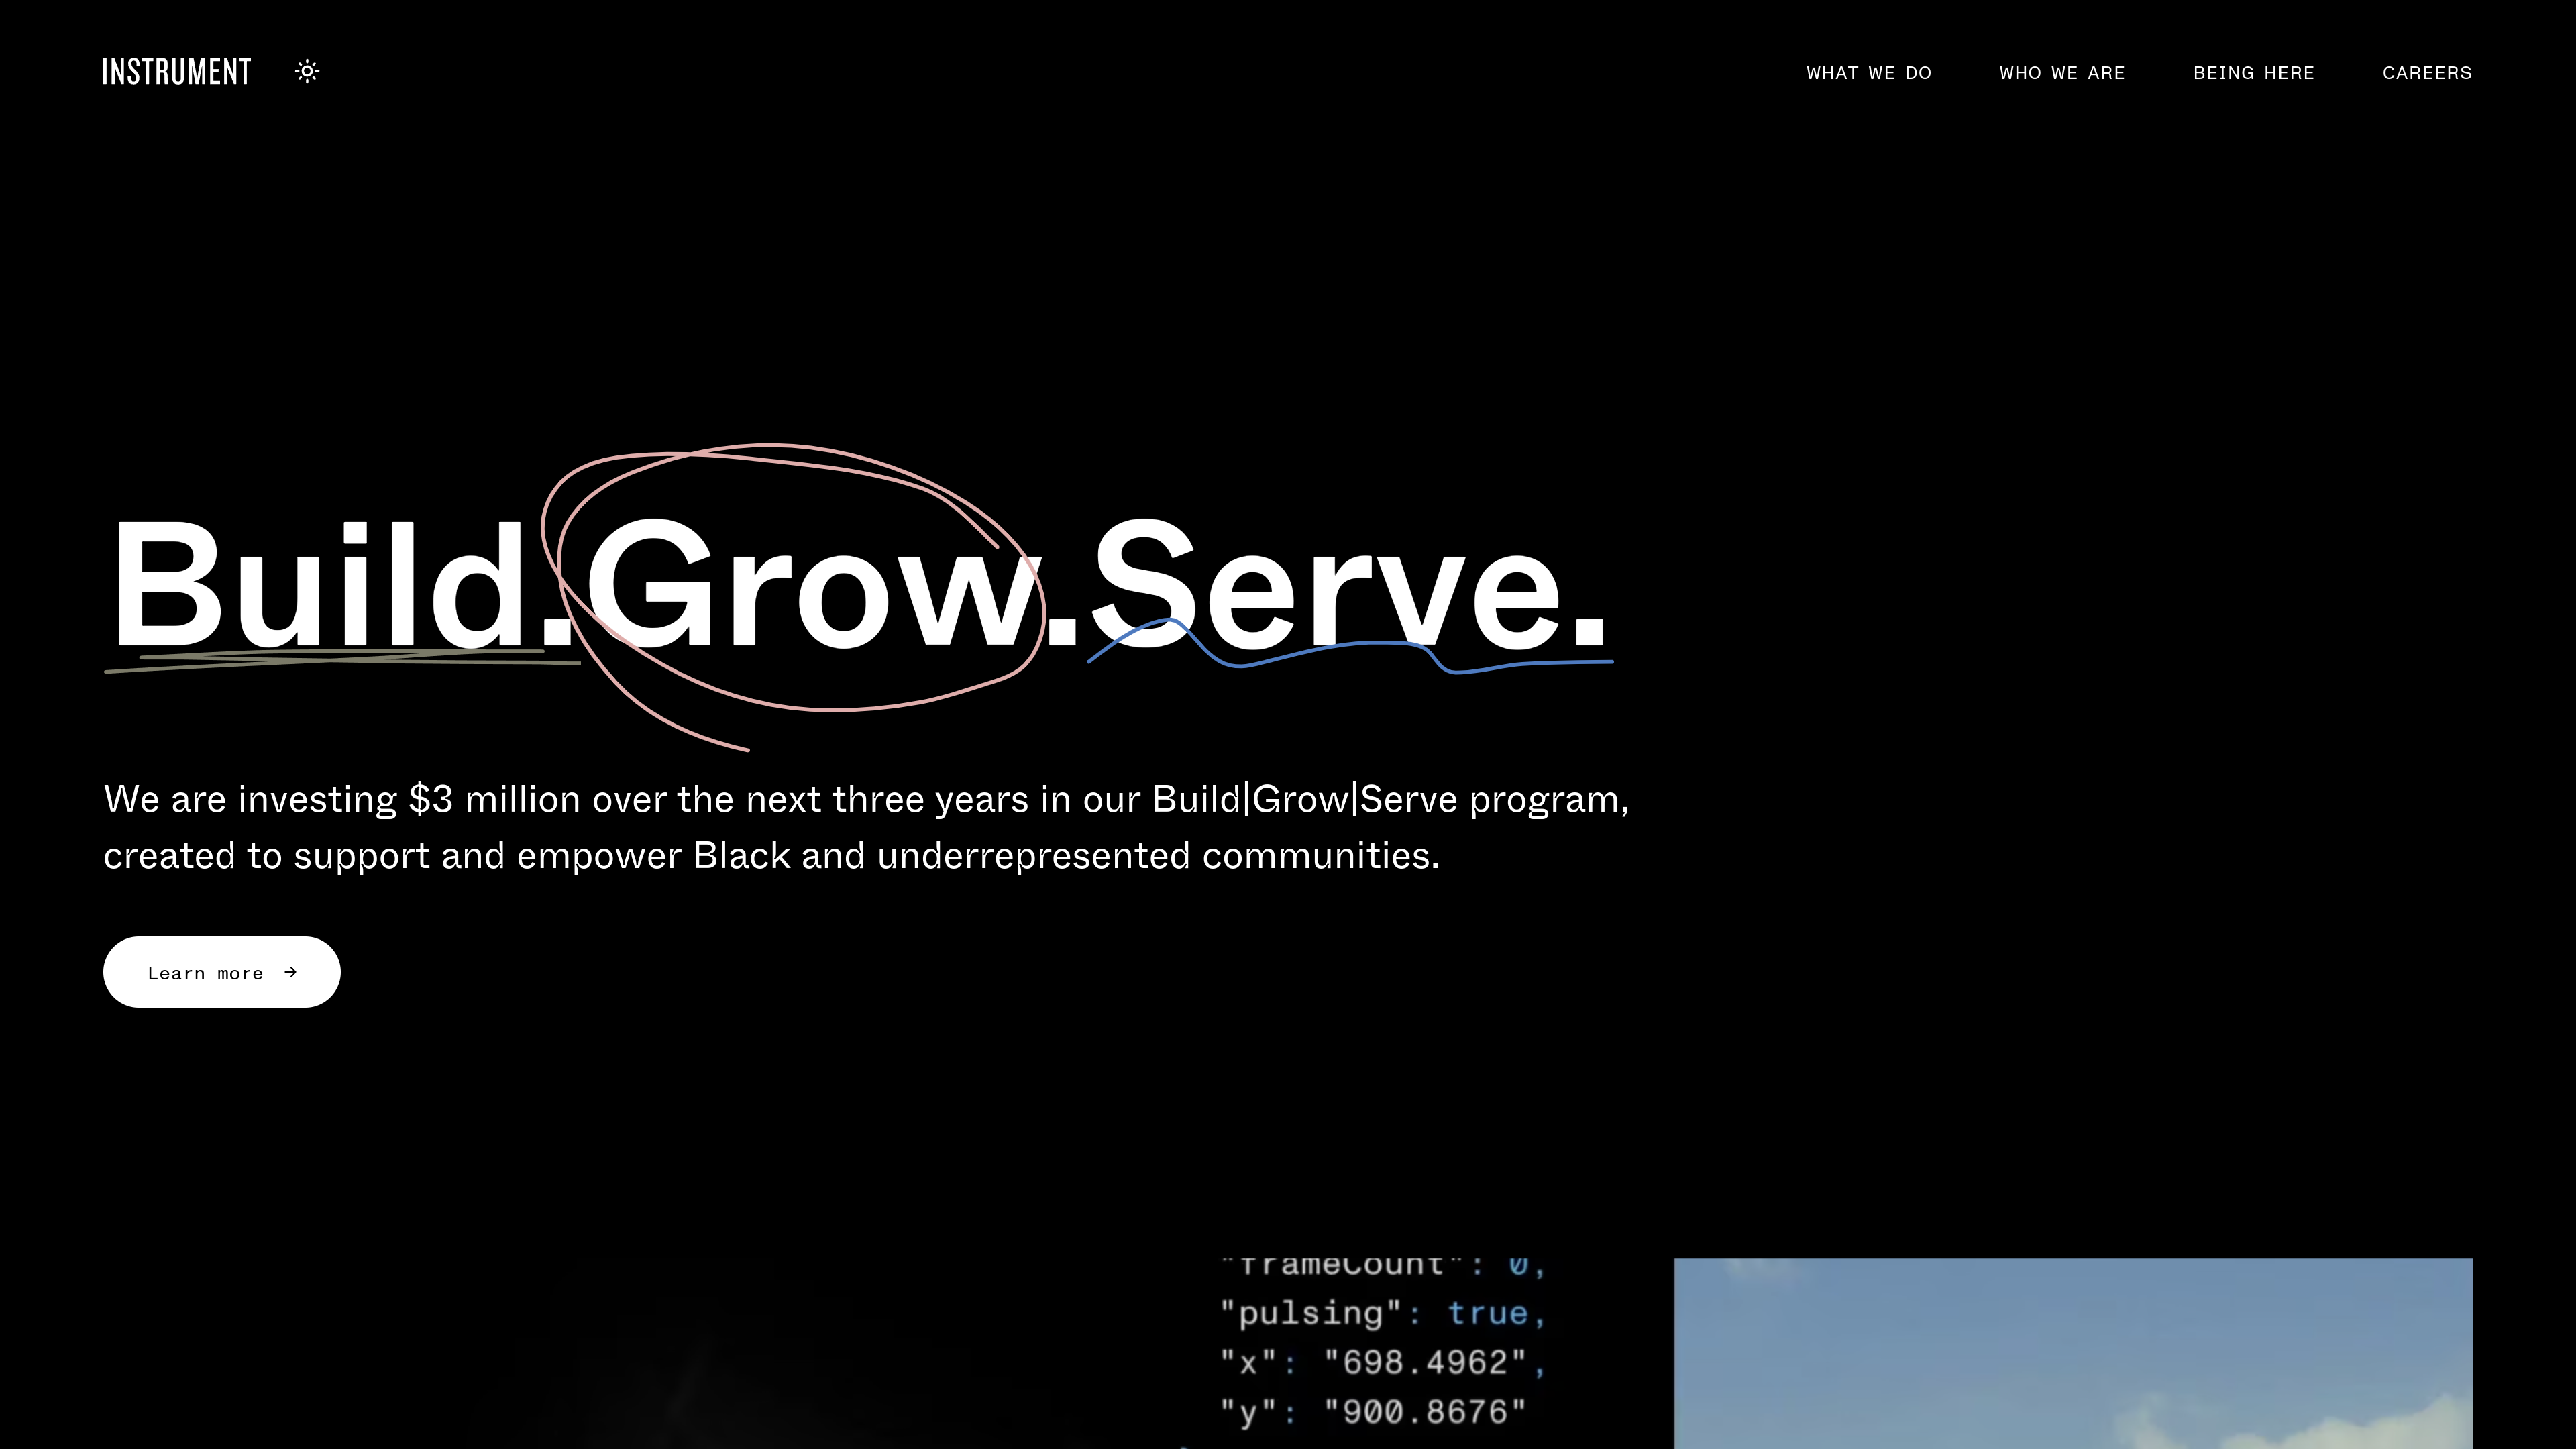 INSTRUMENT
WHAT WE DO
WHO WE ARE
BEING HERE
CAREERS
Build. Grow. Serve.
We are investing $3 million over the next three years in our Build|Grow|Serve program,
created to support and empower Black and underrepresented communities.
Learn more →
"frameCount": 0,
"pulsing": true,
"x": "698.4962",
"y": "900.8676"